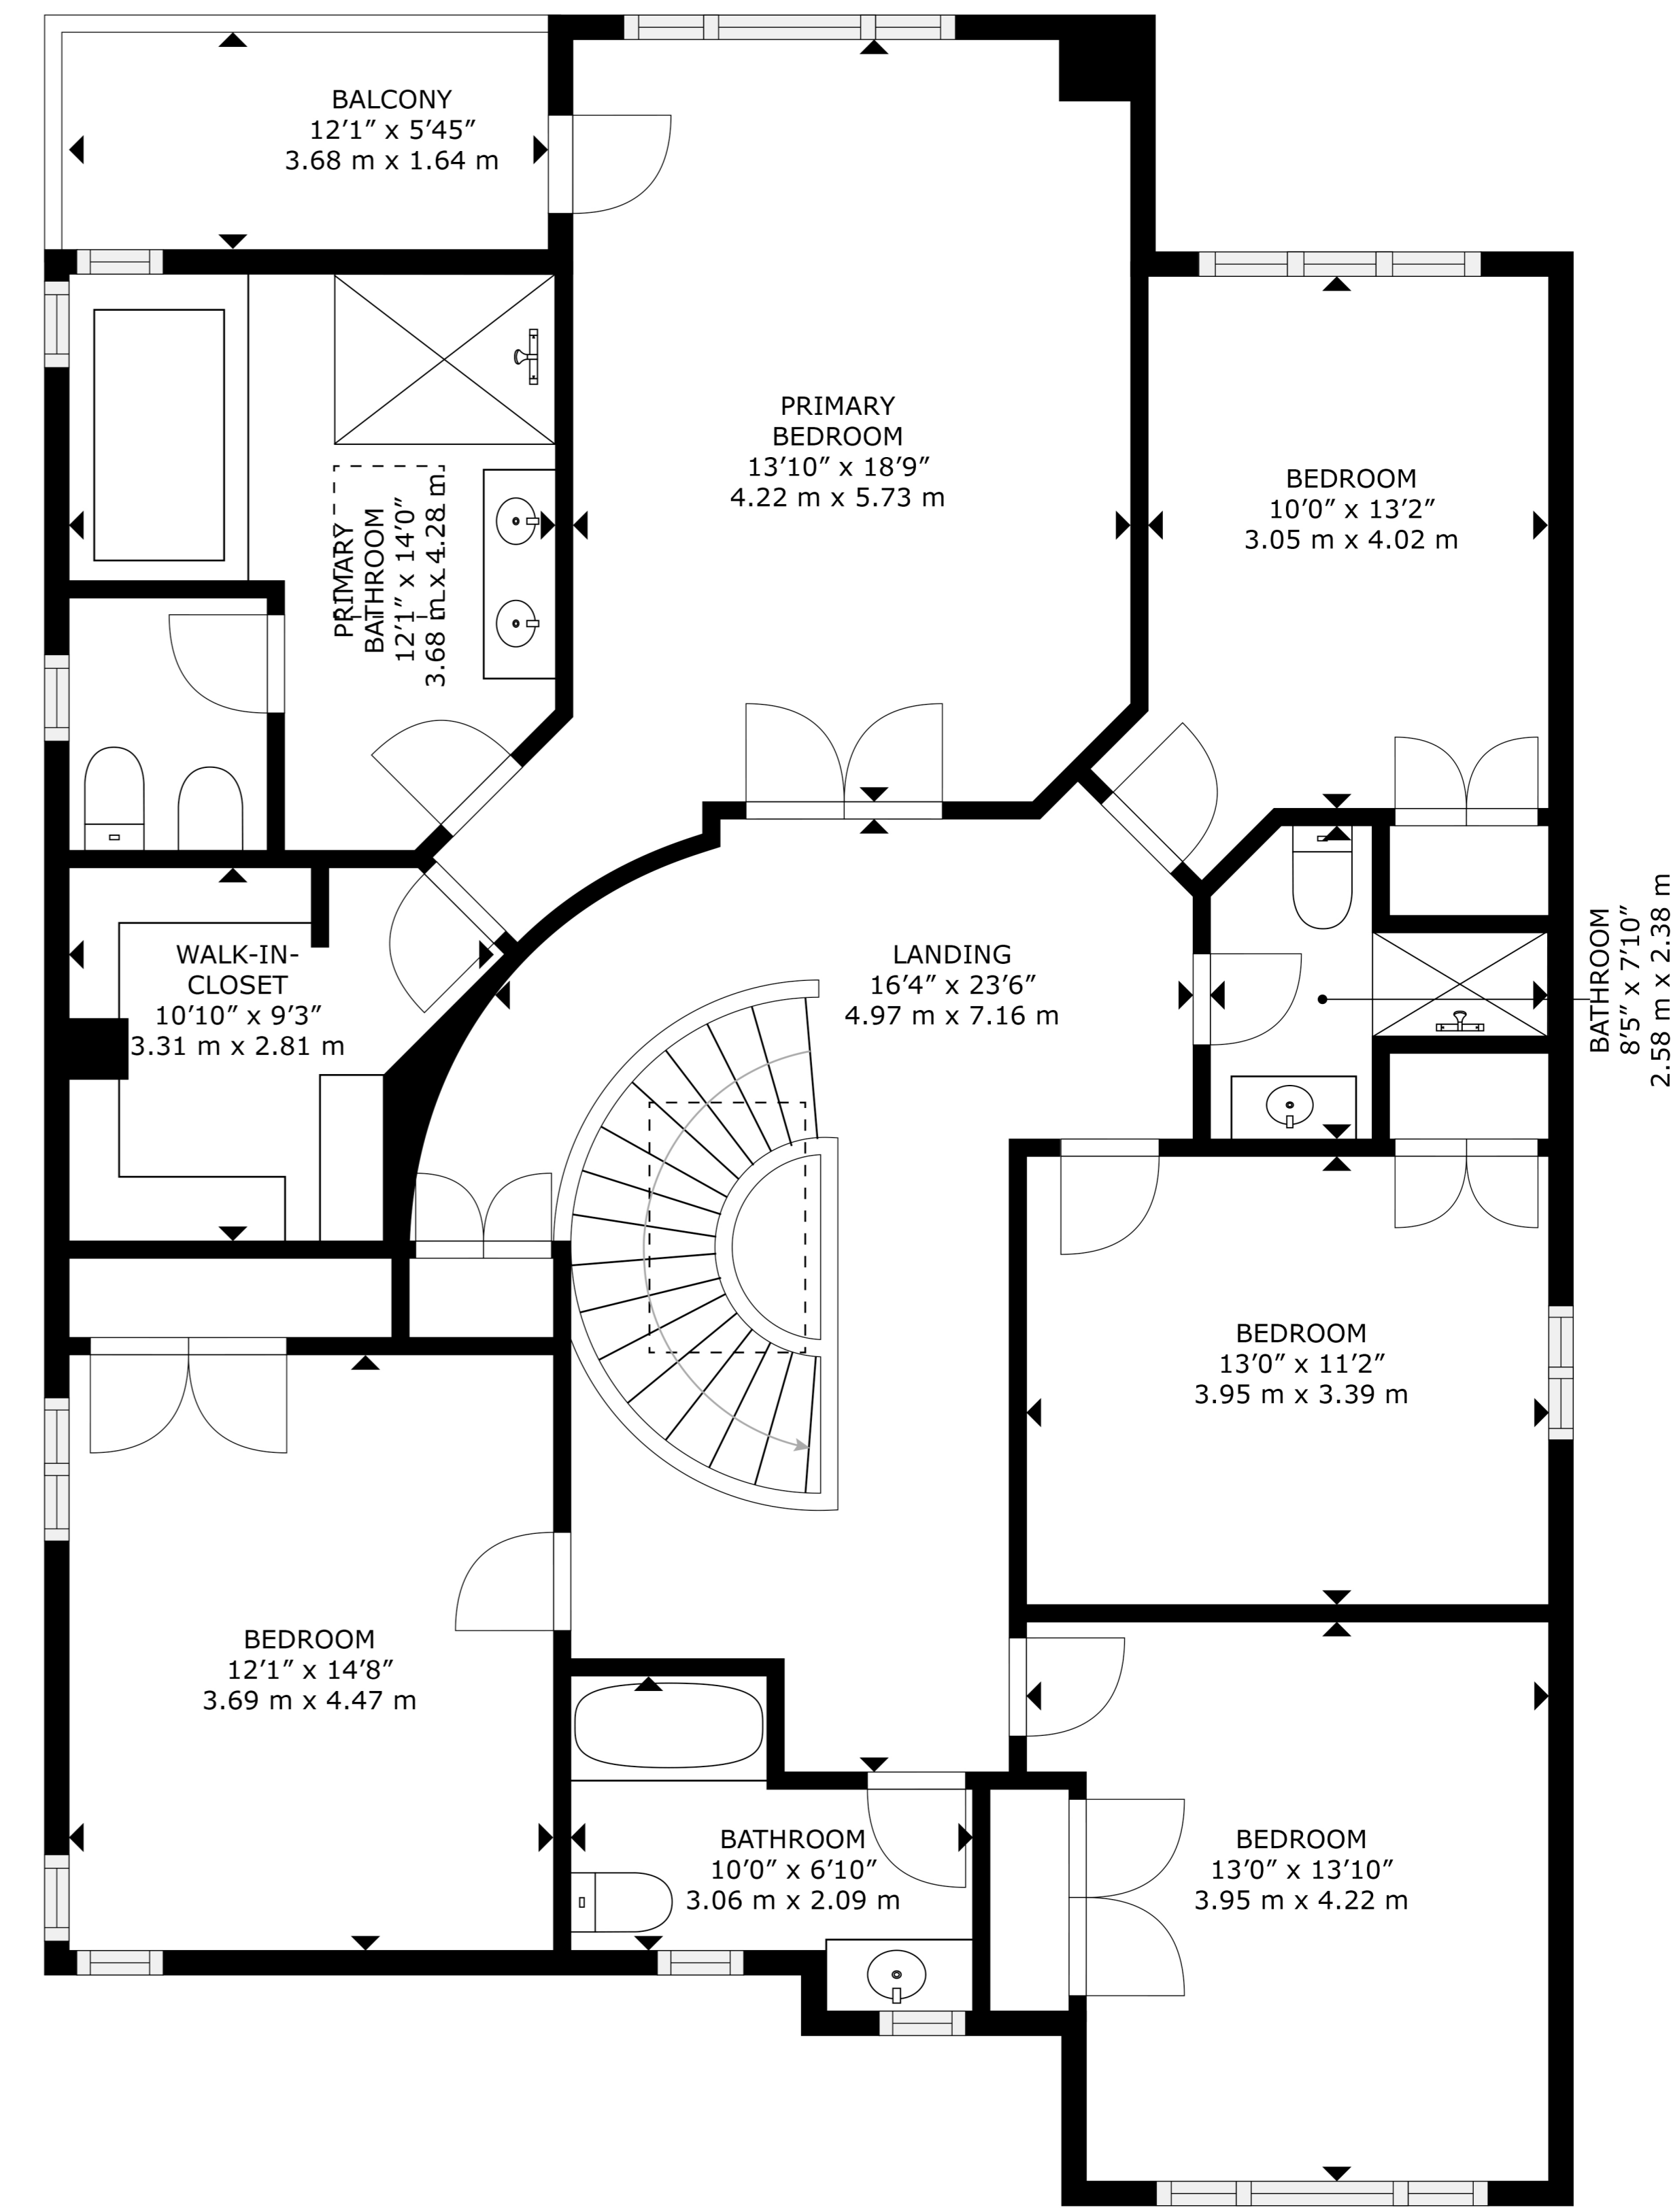 BALCONY
12’1” x 5’45”
3.68 m x 1.64 m
PRIMARY
BEDROOM
13’10” x 18’9”
4.22 m x 5.73 m
BEDROOM
10’0” x 13’2”
3.05 m x 4.02 m
PRIMARY
BATHROOM
12’1” x 14’0”
3.68 m x 4.28 m
WALK-IN-
CLOSET
10’10” x 9’3”
3.31 m x 2.81 m
LANDING
16’4” x 23’6”
4.97 m x 7.16 m
BATHROOM
8’5” x 7’10”
2.58 m x 2.38 m
BEDROOM
13’0” x 11’2”
3.95 m x 3.39 m
BEDROOM
12’1” x 14’8”
3.69 m x 4.47 m
BATHROOM
10’0” x 6’10”
3.06 m x 2.09 m
BEDROOM
13’0” x 13’10”
3.95 m x 4.22 m